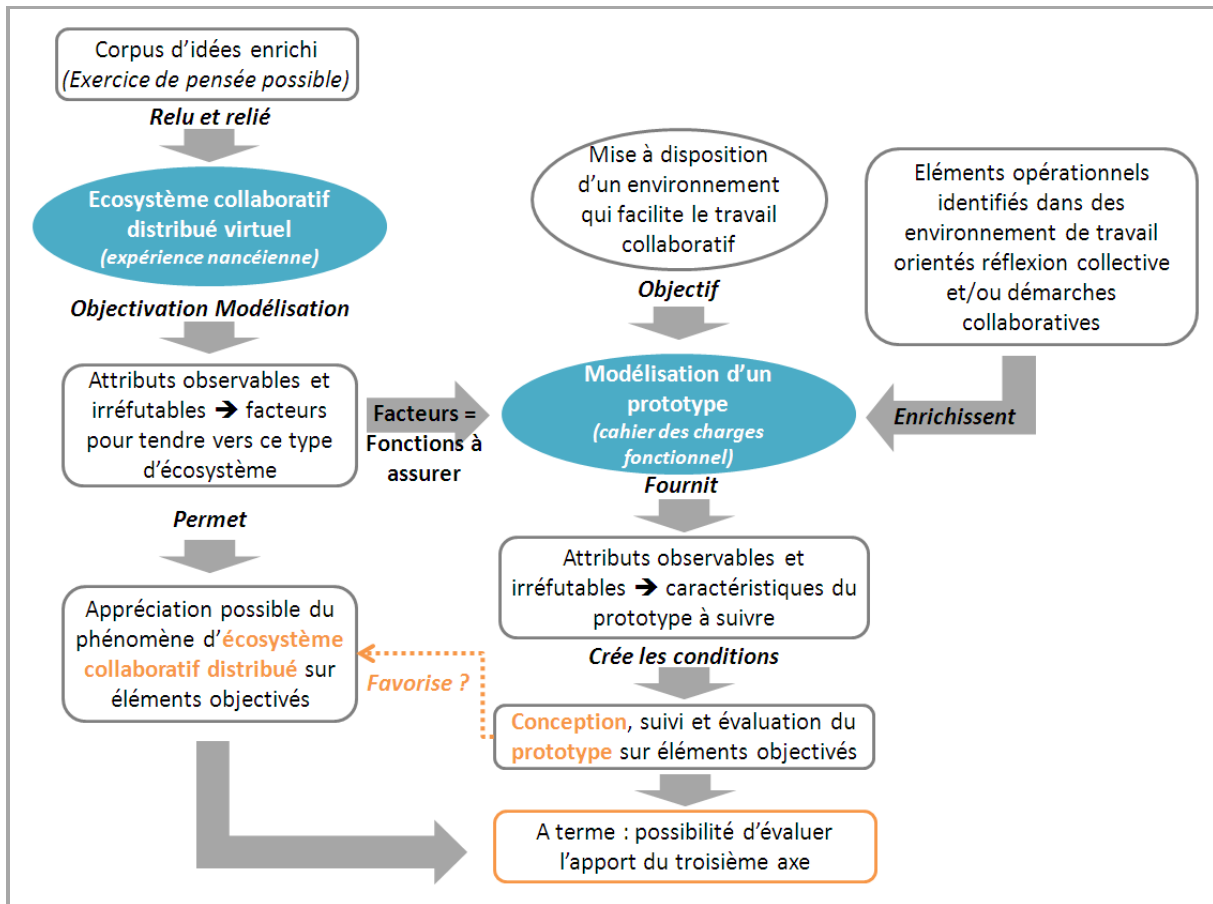 Corpus d'idées enrichi
(Exercice de pensée possible)
Relu et relié
Ecosystème collaboratif
distribué virtuel
(expérience nancéienne)
Objectivation Modélisation
Attributs observables et
irréfutables ➔ facteurs
pour tendre vers ce type
d'écosystème
Facteurs =
Fonctions à
assurer
Permet
Appréciation possible du
phénomène d'écosystème
collaboratif distribué sur
éléments objectivés
Mise à disposition
d'un environnement
qui facilite le travail
collaboratif
Objectif
Modélisation d'un
prototype
(cahier des charges
fonctionnel)
Eléments opérationnels
identifiés dans des
environnement de travail
orientés réflexion collective
et/ou démarches
collaboratives
Enrichissent
Fournit
Attributs observables et
irréfutables ➔ caractéristiques du
prototype à suivre
Crée les conditions
Favorise ?
Conception, suivi et évaluation du
prototype sur éléments objectivés
A terme : possibilité d'évaluer
l'apport du troisième axe